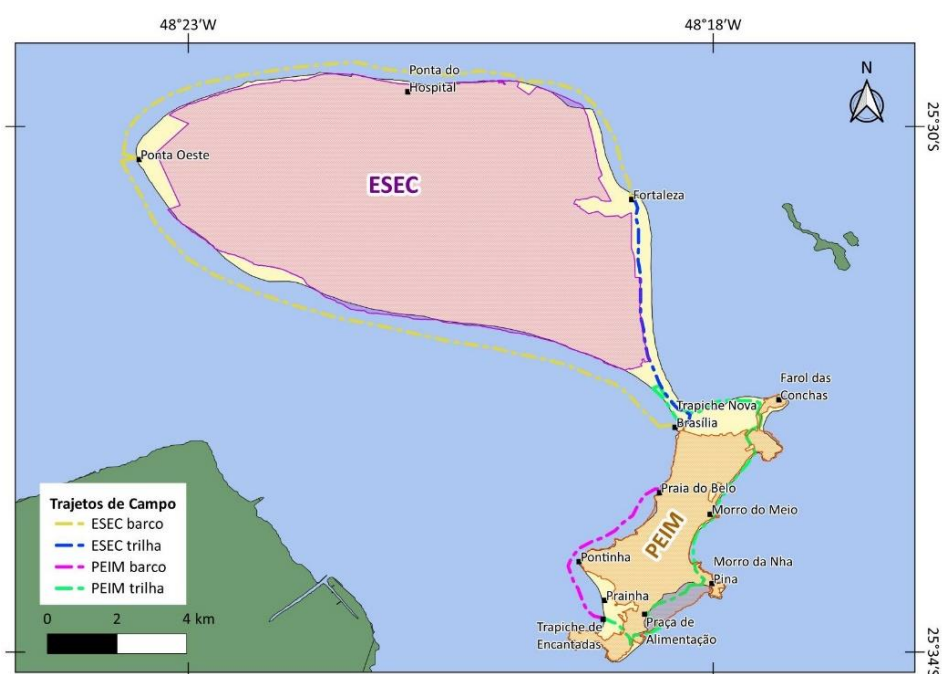 48°23'W
48°18'W
N
25°30'S
Ponta do
Hospital
Ponta Oeste
ESEC
Fortaleza
Farol das
Conchas
Trapiche Nova
Brasília
Praia do Belo
Morro do Meio
PEIM
Pontinha
Morro da Nha
Pina
Prainha
Trapiche de
Encantadas
Praça de
Alimentação
Trajetos de Campo
ESEC barco
ESEC trilha
PEIM barco
PEIM trilha
0 2 4 km
25°34'S